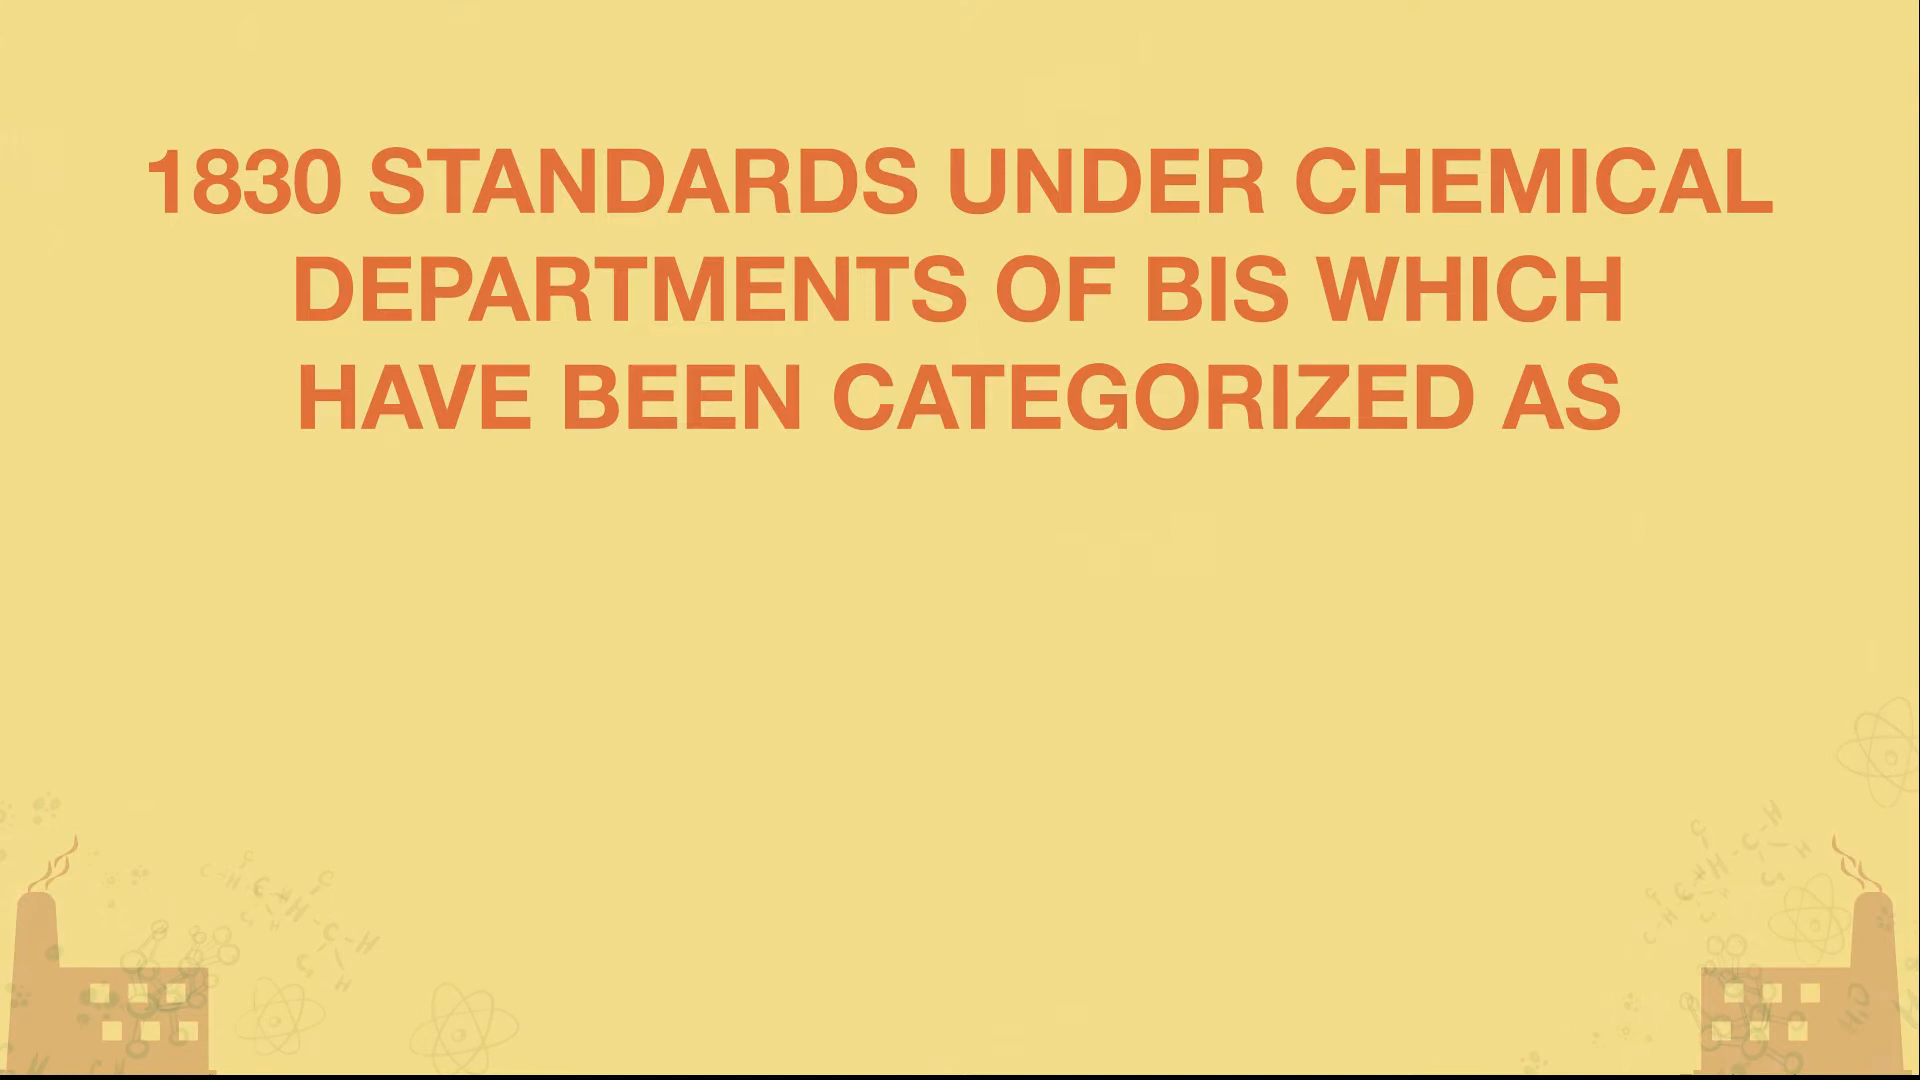 1830 STANDARDS UNDER CHEMICAL
DEPARTMENTS OF BIS WHICH
HAVE BEEN CATEGORIZED AS